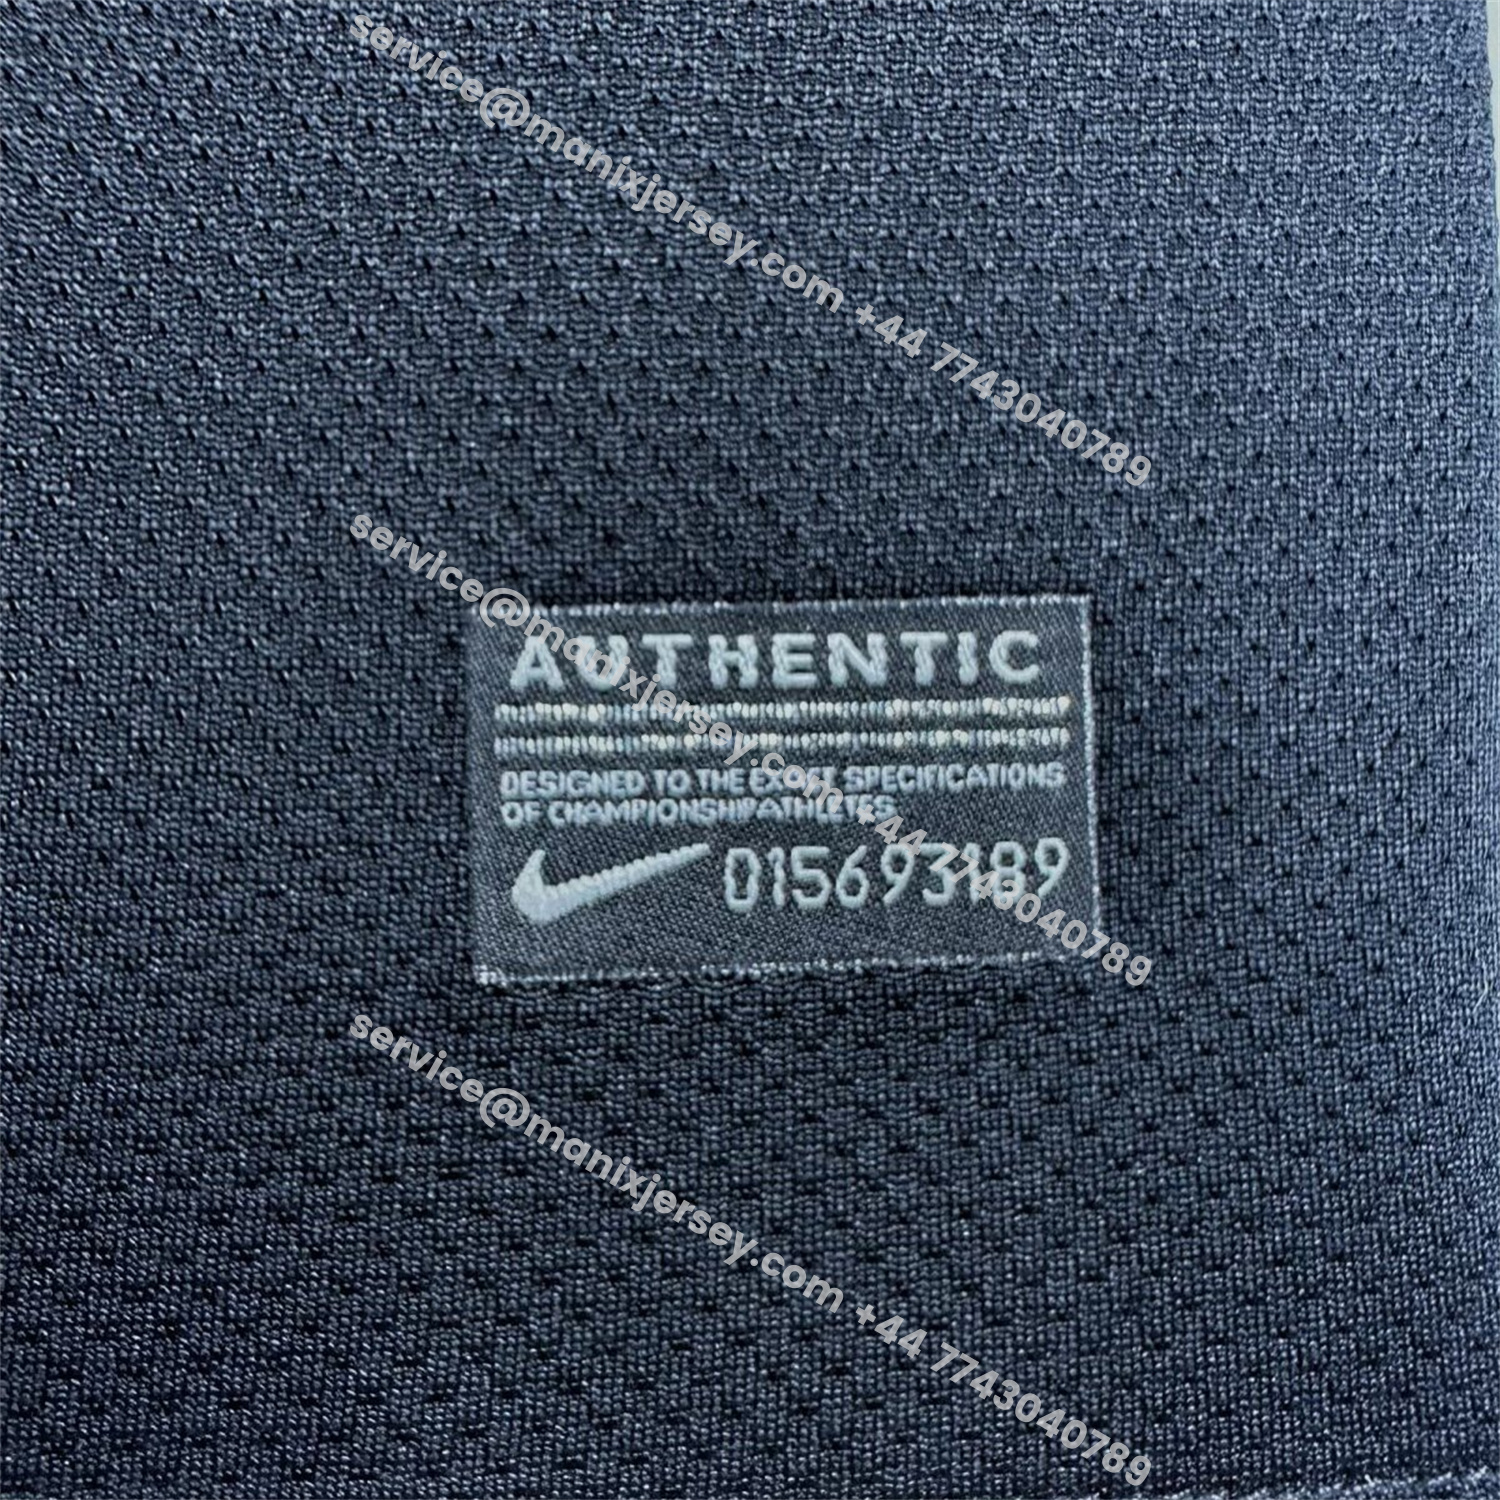 service@manixjersey.com +44 7743040789
service@manixjersey.com +44 7743040789
AUTHENTIC
DESIGNED TO THE EXACT SPECIFICATIONS
OF CHAMPIONSHIP ATHLETES
015693189
service@manixjersey.com +44 7743040789